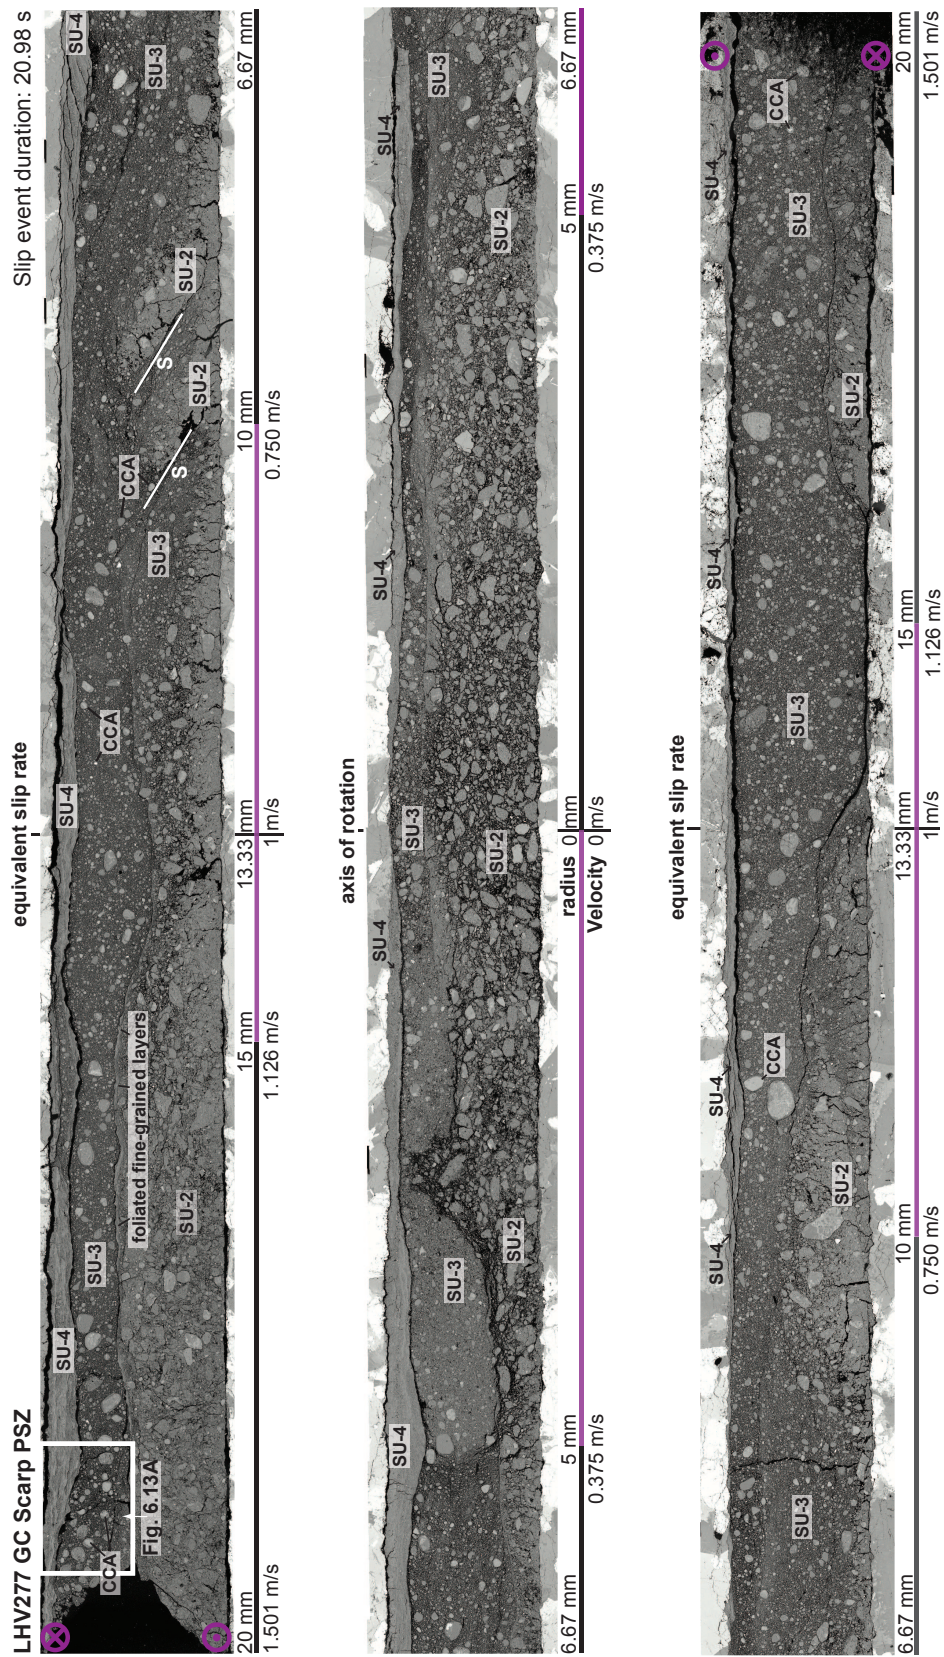 LHV277 GC Scarp PSZ
equivalent slip rate
Slip event duration: 20.98 s
SU-4
SU-4
SU-4
CCA
SU-3
foliated fine-grained layers
CCA
CCA
SU-3
SU-3
Fig. 6.13A
SU-2
S
S
SU-2
SU-2
20 mm
15 mm
13.33 mm
10 mm
6.67 mm
1.501 m/s
1.126 m/s
1 m/s
0.750 m/s
axis of rotation
SU-4
SU-4
SU-4
SU-4
SU-3
SU-3
SU-3
SU-2
SU-2
SU-2
6.67 mm
5 mm
radius 0 mm
5 mm
6.67 mm
0.375 m/s
Velocity 0 m/s
0.375 m/s
equivalent slip rate
SU-4
SU-4
SU-4
SU-4
SU-3
CCA
SU-3
SU-3
CCA
SU-2
SU-2
6.67 mm
10 mm
13.33 mm
15 mm
20 mm
0.750 m/s
1 m/s
1.126 m/s
1.501 m/s